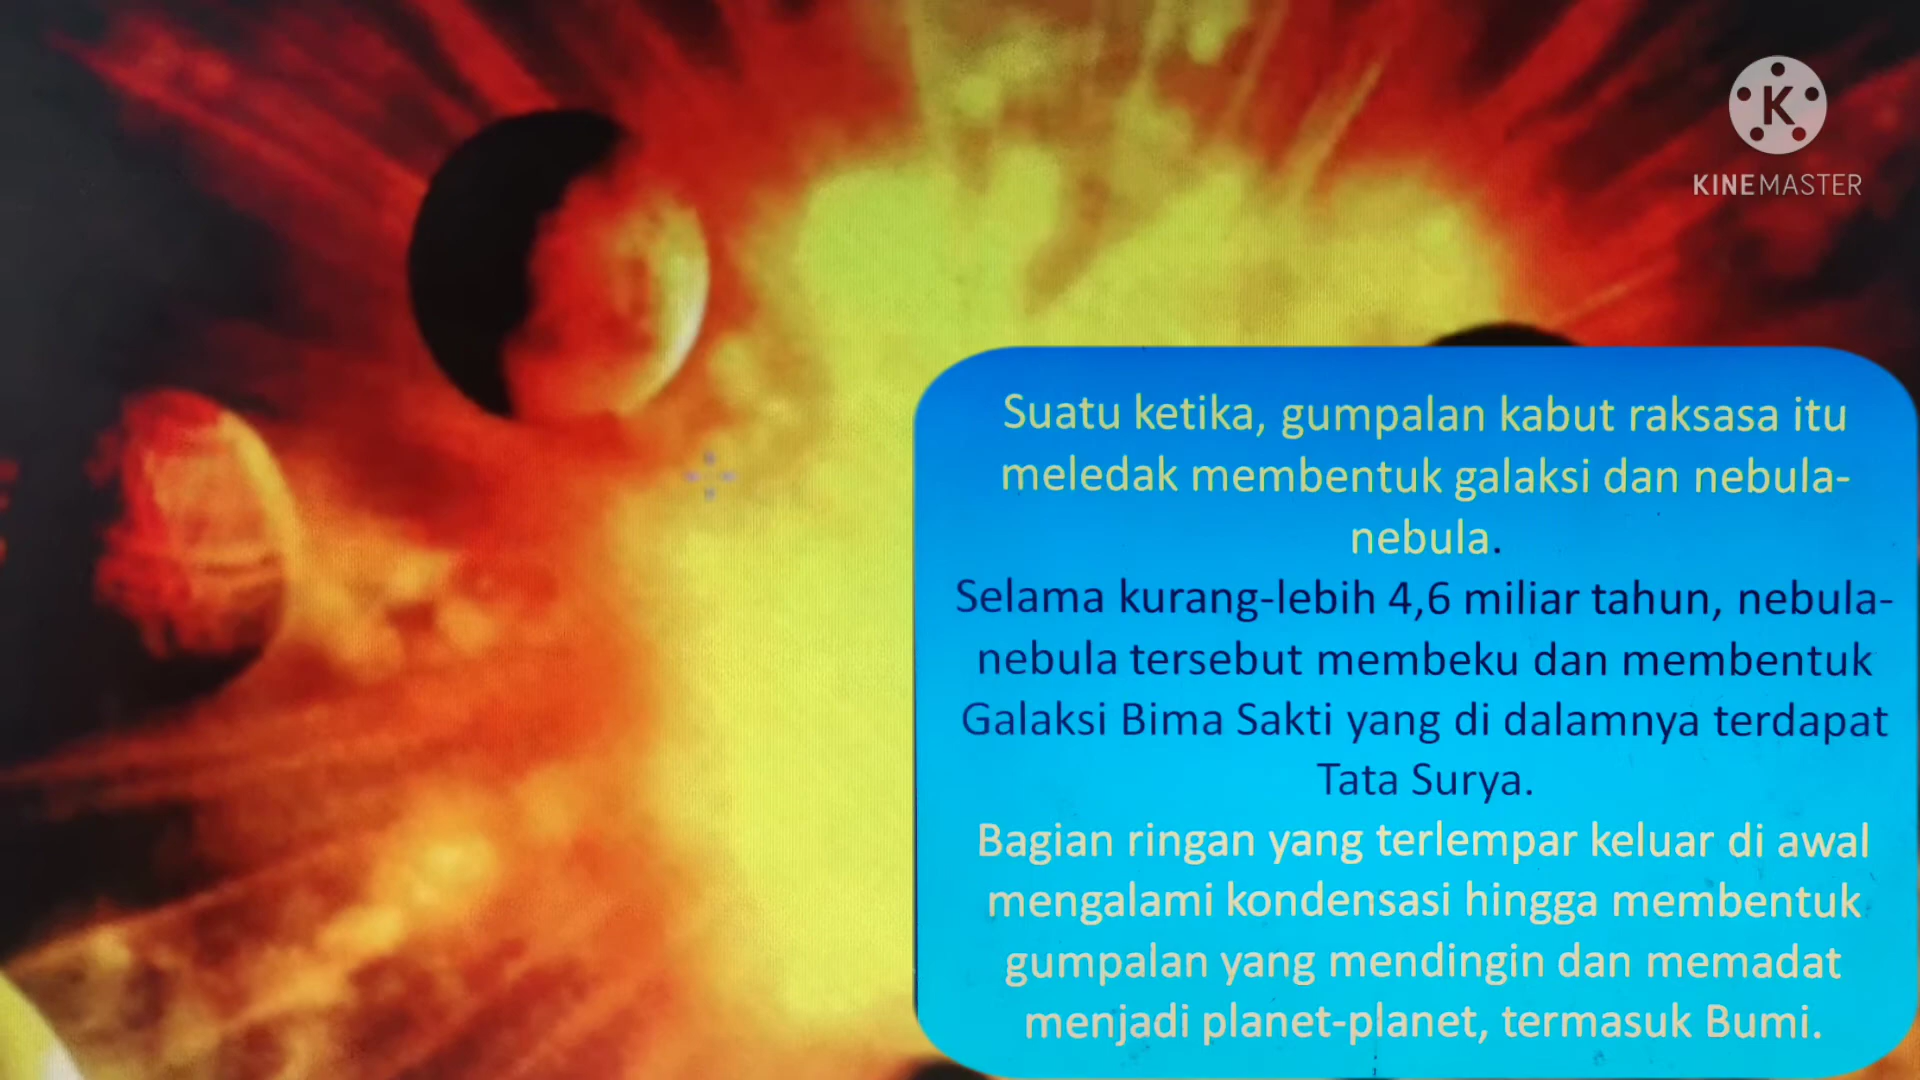 K
KINEMASTER
Suatu ketika, gumpalan kabut raksasa itu
meledak membentuk galaksi dan nebula-
nebula.
Selama kurang-lebih 4,6 miliar tahun, nebula-
nebula tersebut membeku dan membentuk
Galaksi Bima Sakti yang di dalamnya terdapat
Tata Surya.
Bagian ringan yang terlempar keluar di awal
mengalami kondensasi hingga membentuk
gumpalan yang mendingin dan memadat
menjadi planet-planet, termasuk Bumi.